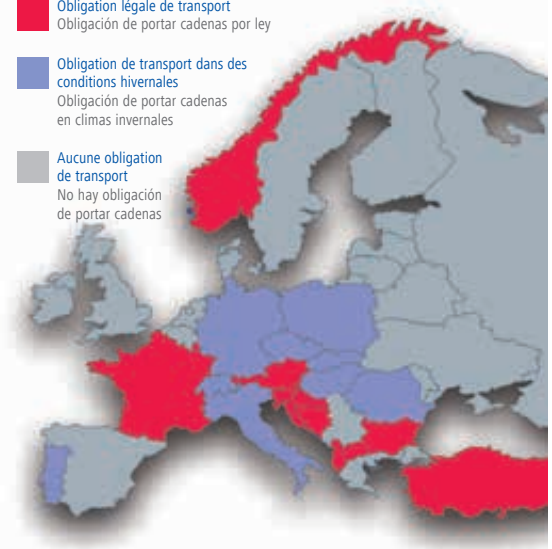 Obligation légale de transport
Obligación de portar cadenas por ley
Obligation de transport dans des
conditions hivernales
Obligación de portar cadenas
en climas invernales
Aucune obligation
de transport
No hay obligación
de portar cadenas